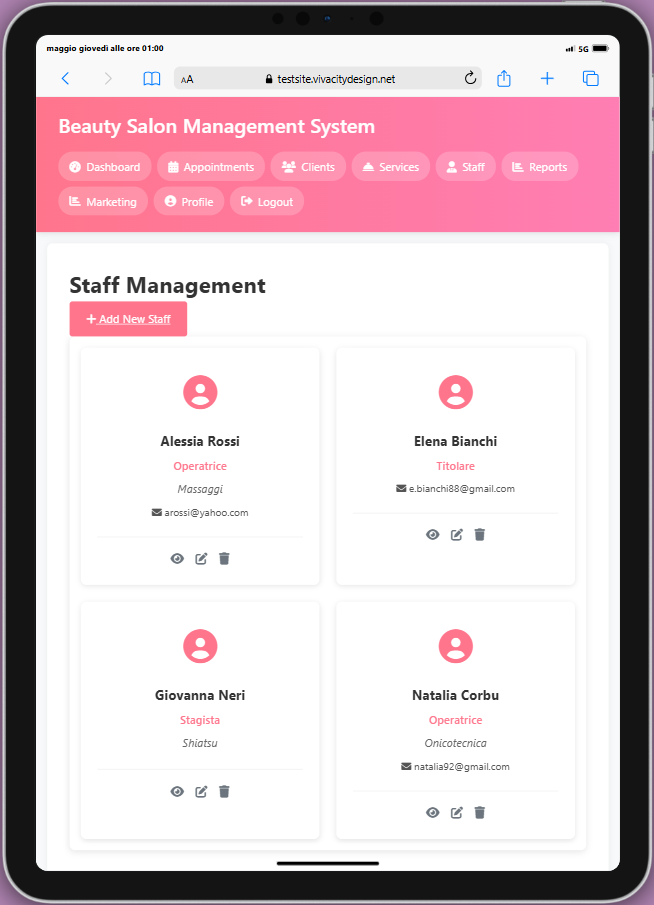 maggio giovedì alle ore 01:00
5G
AA
testsite.vivacitydesign.net
Beauty Salon Management System
Dashboard Appointments Clients Services Staff Reports
Marketing Profile Logout
Staff Management
+ Add New Staff
Alessia Rossi
Operatrice
Massaggi
arossi@yahoo.com
Elena Bianchi
Titolare
e.bianchi88@gmail.com
Giovanna Neri
Stagista
Shiatsu
Natalia Corbu
Operatrice
Onicotecnica
natalia92@gmail.com